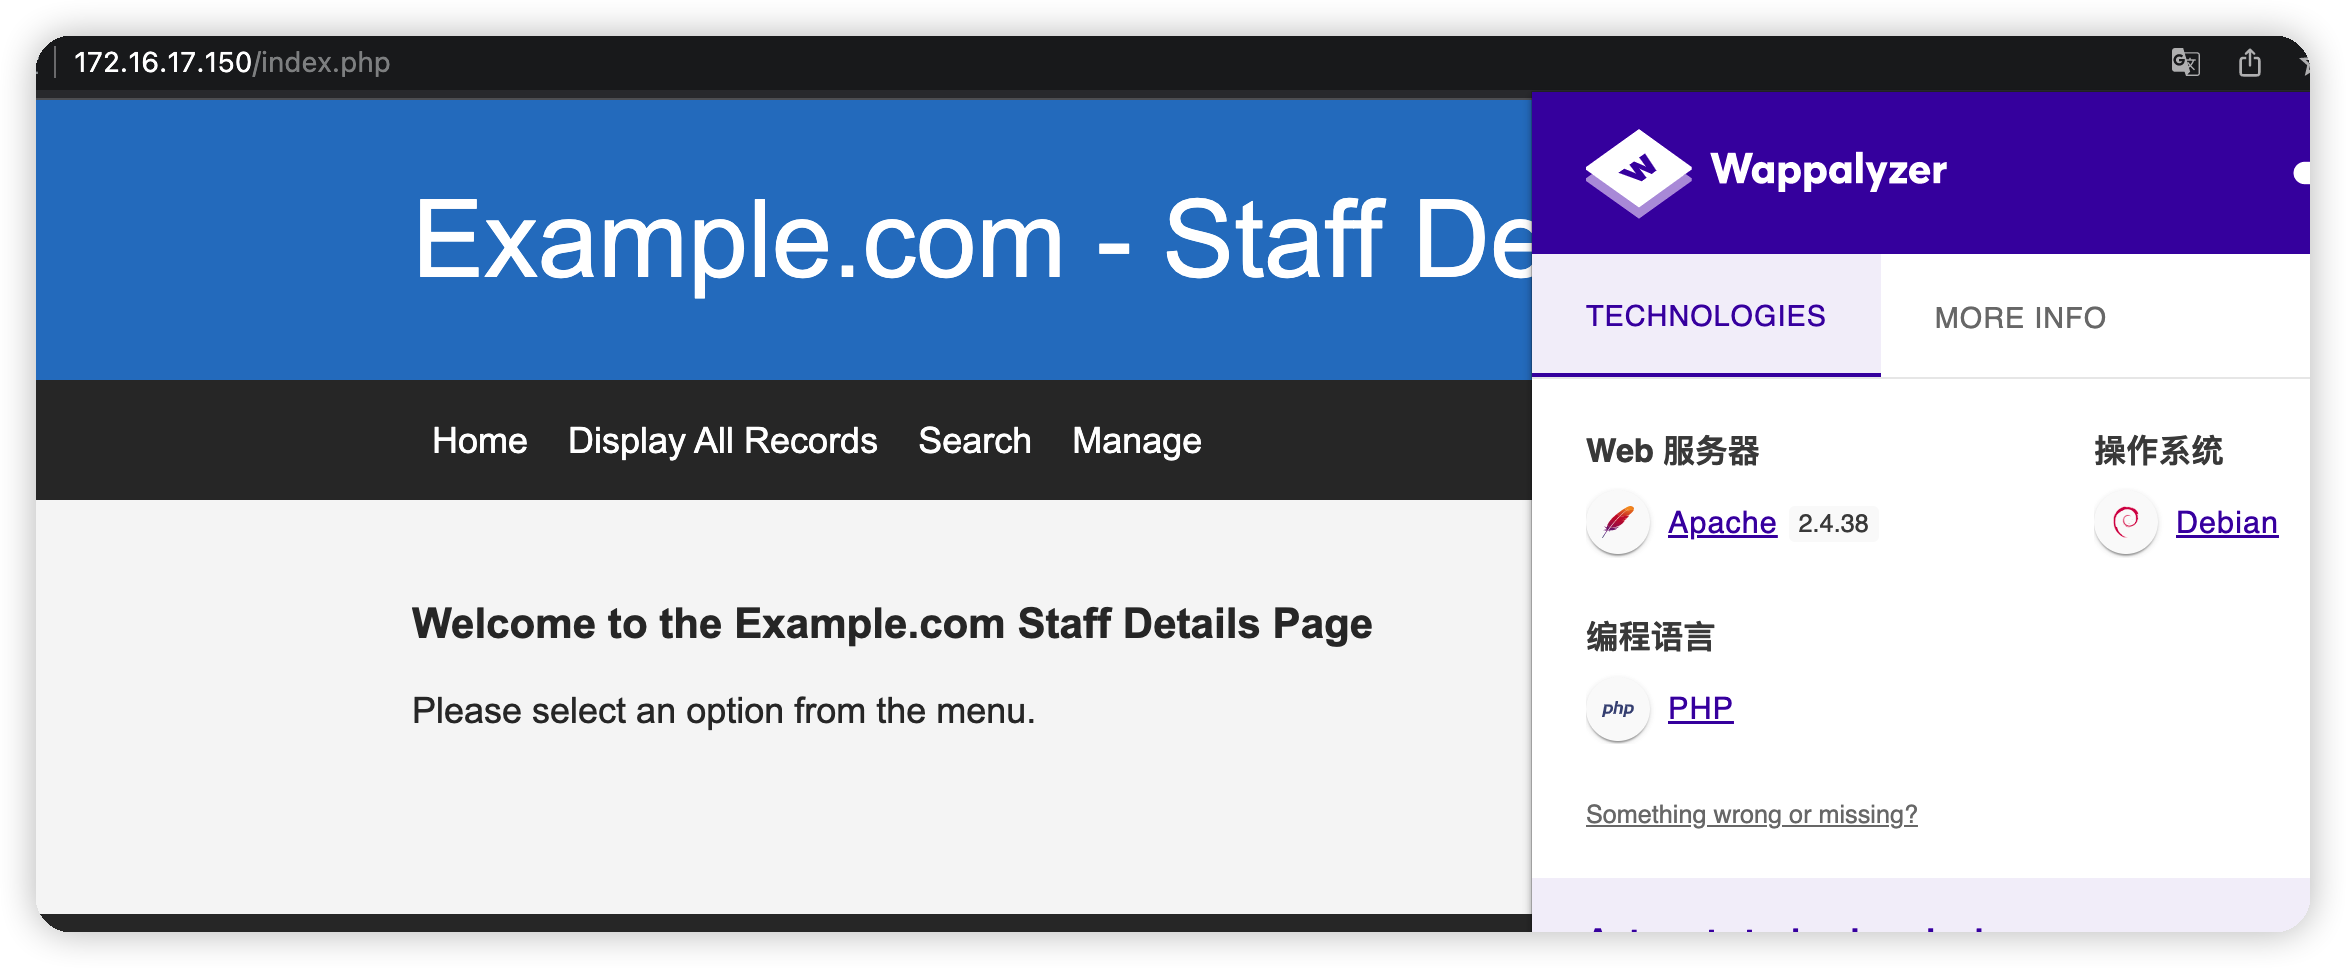 172.16.17.150/index.php
Example.com - Staff De
Home Display All Records Search Manage
Welcome to the Example.com Staff Details Page
Please select an option from the menu.
Wappalyzer
TECHNOLOGIES MORE INFO
Web 服务器
Apache 2.4.38
操作系统
Debian
编程语言
php PHP
Something wrong or missing?